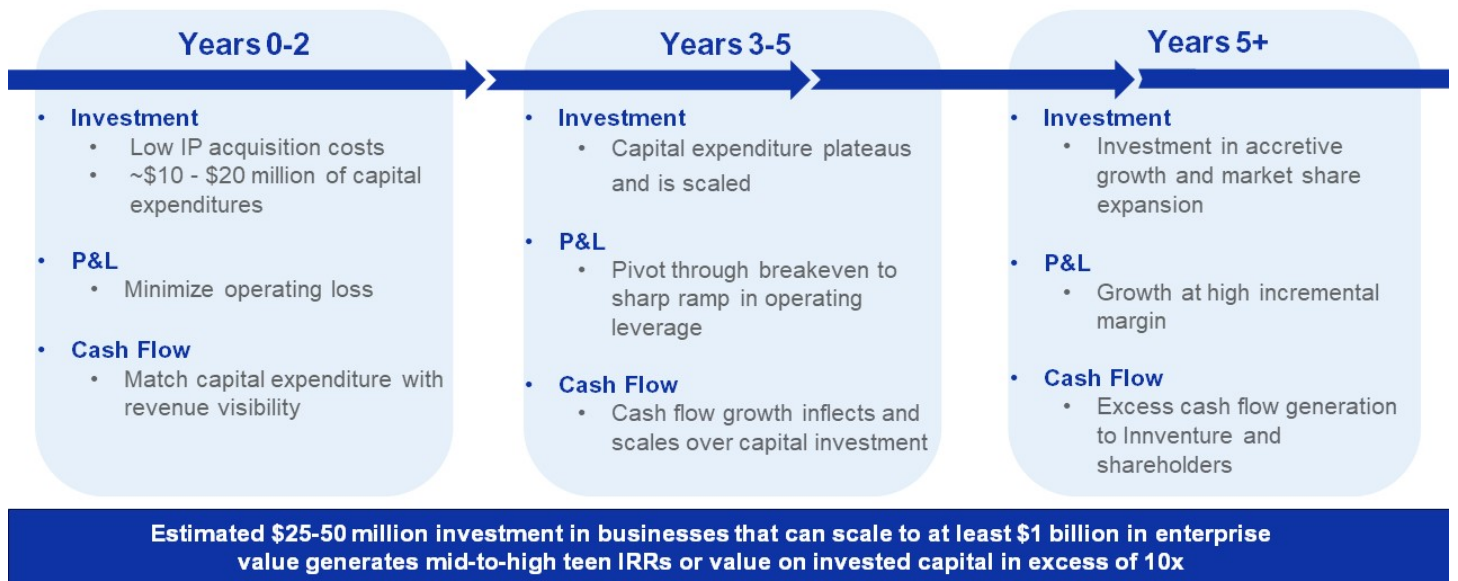 Years 0-2
• Investment
• Low IP acquisition costs
• ~$10 - $20 million of capital
expenditures
• P&L
• Minimize operating loss
• Cash Flow
• Match capital expenditure with
revenue visibility
Years 3-5
• Investment
• Capital expenditure plateaus
and is scaled
• P&L
• Pivot through breakeven to
sharp ramp in operating
leverage
• Cash Flow
• Cash flow growth inflects and
scales over capital investment
Years 5+
• Investment
• Investment in accretive
growth and market share
expansion
• P&L
• Growth at high incremental
margin
• Cash Flow
• Excess cash flow generation
to Innventure and
shareholders
Estimated $25-50 million investment in businesses that can scale to at least $1 billion in enterprise
value generates mid-to-high teen IRRs or value on invested capital in excess of 10x